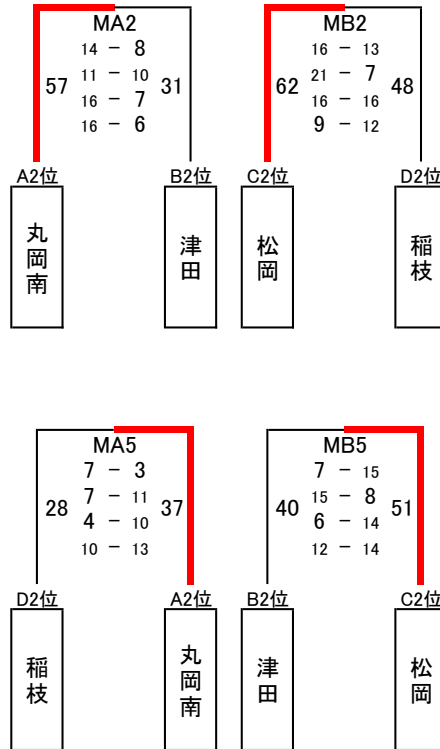 MA2
14 - 8
57 11 - 10 31
16 - 7
16 - 6
A2位 B2位
丸岡南 津田
MB2
16 - 13
62 21 - 7 48
16 - 16
9 - 12
C2位 D2位
松岡 稲枝
MA5
7 - 3
28 7 - 11 37
4 - 10
10 - 13
D2位 A2位
稲枝 丸岡南
MB5
7 - 15
40 15 - 8 51
6 - 14
12 - 14
B2位 C2位
津田 松岡